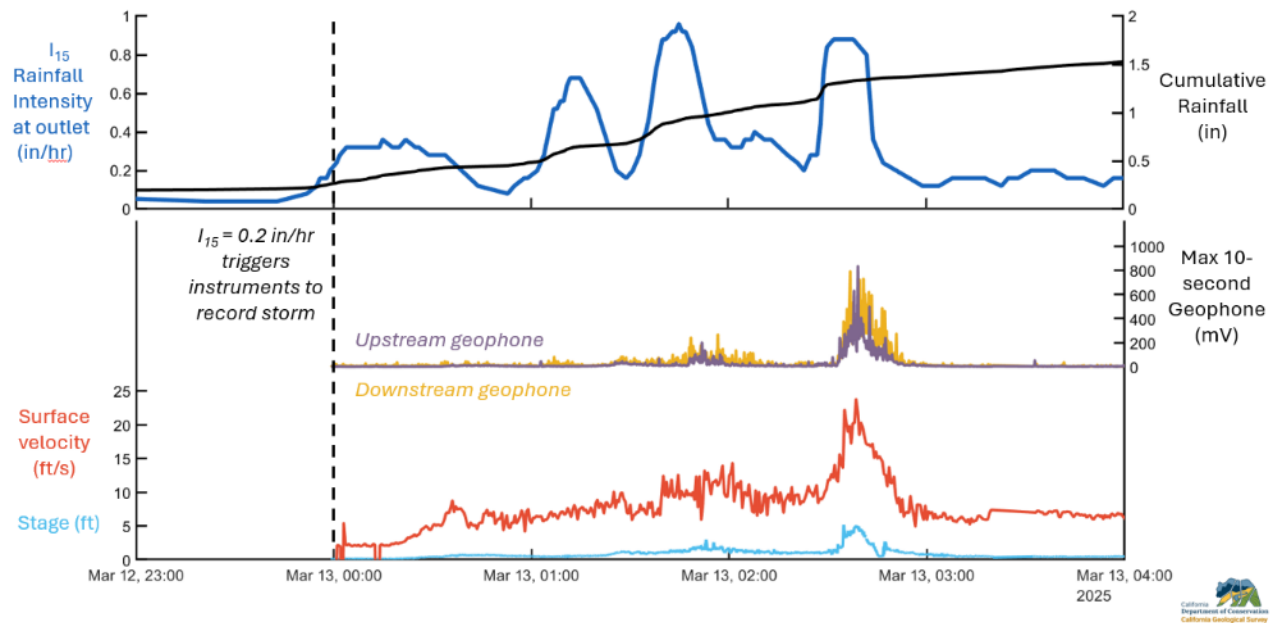 I15
Rainfall
Intensity
at outlet
(in/hr)
1
0.8
0.6
0.4
0.2
0
2
1.5
1
0.5
0
Cumulative
Rainfall
(in)
I15 = 0.2 in/hr
triggers
instruments to
record storm
Upstream geophone
Downstream geophone
1000
800
600
400
200
0
Max 10-
second
Geophone
(mV)
Surface
velocity
(ft/s)
Stage (ft)
25
20
15
10
5
0
Mar 12, 23:00 Mar 13, 00:00 Mar 13, 01:00 Mar 13, 02:00 Mar 13, 03:00 Mar 13, 04:00
2025
California
Department of Conservation
California Geological Survey